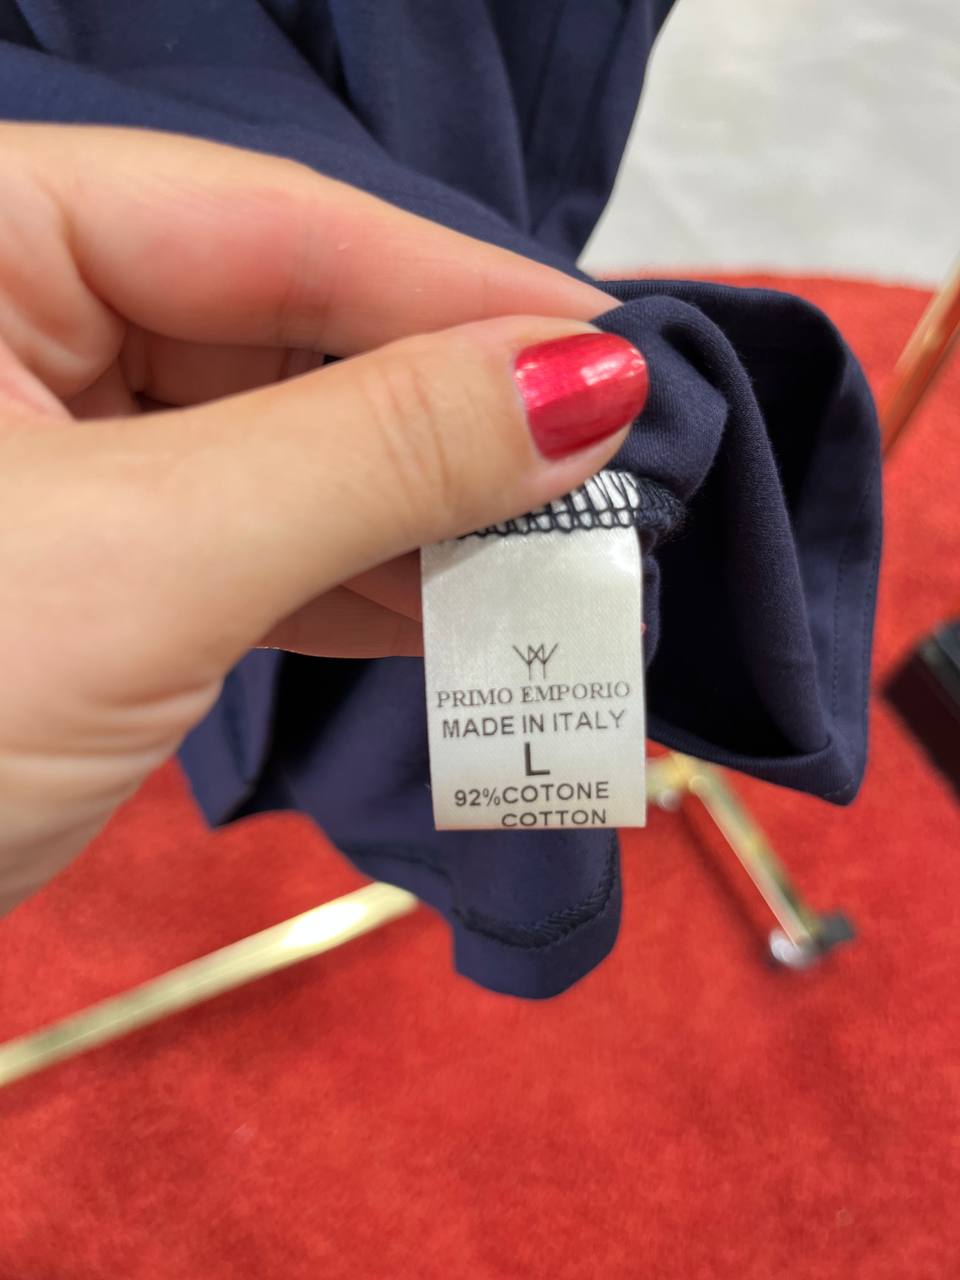 PRIMO EMPORIO
MADE IN ITALY
L
92%COTONE
COTTON